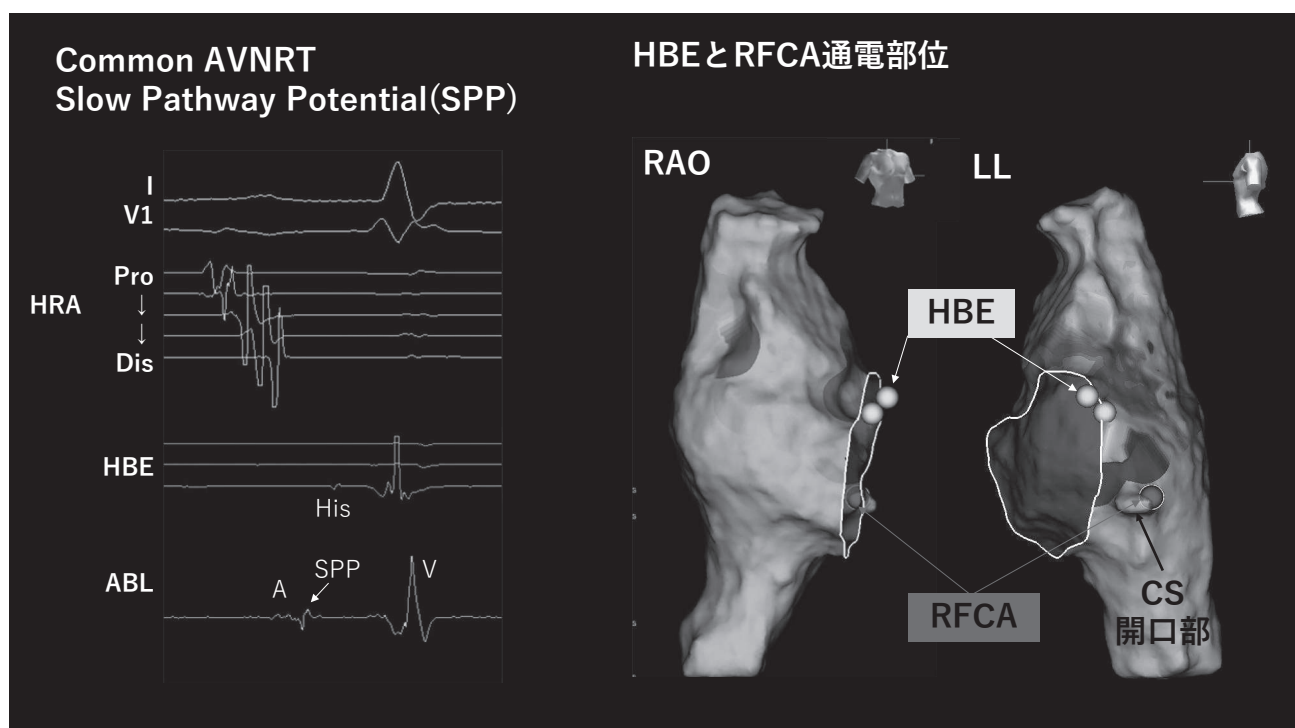 Common AVNRT
Slow Pathway Potential(SPP)
I
V1
Pro
HRA
↓
↓
Dis
HBE
His
ABL
A
SPP
V
HBEとRFCA通電部位
RAO
LL
HBE
RFCA
CS
開口部